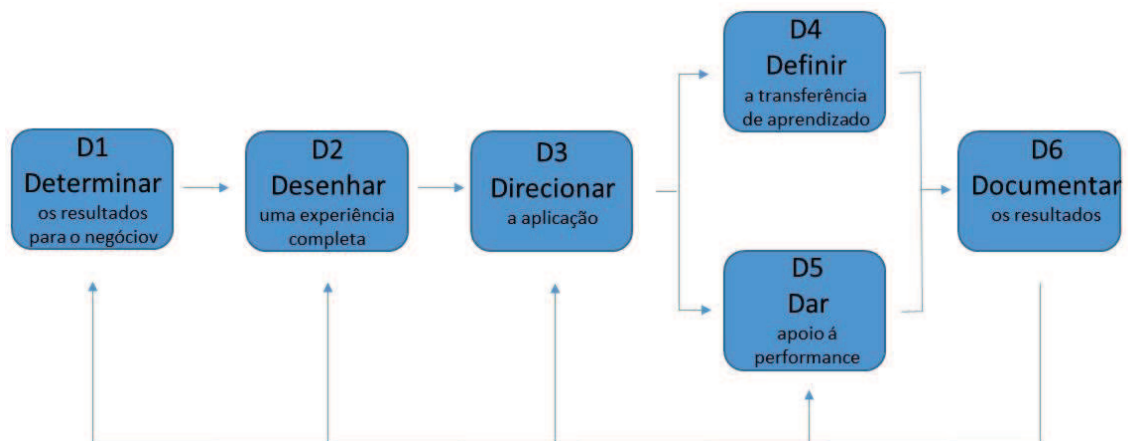 D1
Determinar
os resultados
para o negóciov
D2
Desenhar
uma experiência
completa
D3
Direcionar
a aplicação
D4
Definir
a transferência
de aprendizado
D5
Dar
apoio á
performance
D6
Documentar
os resultados